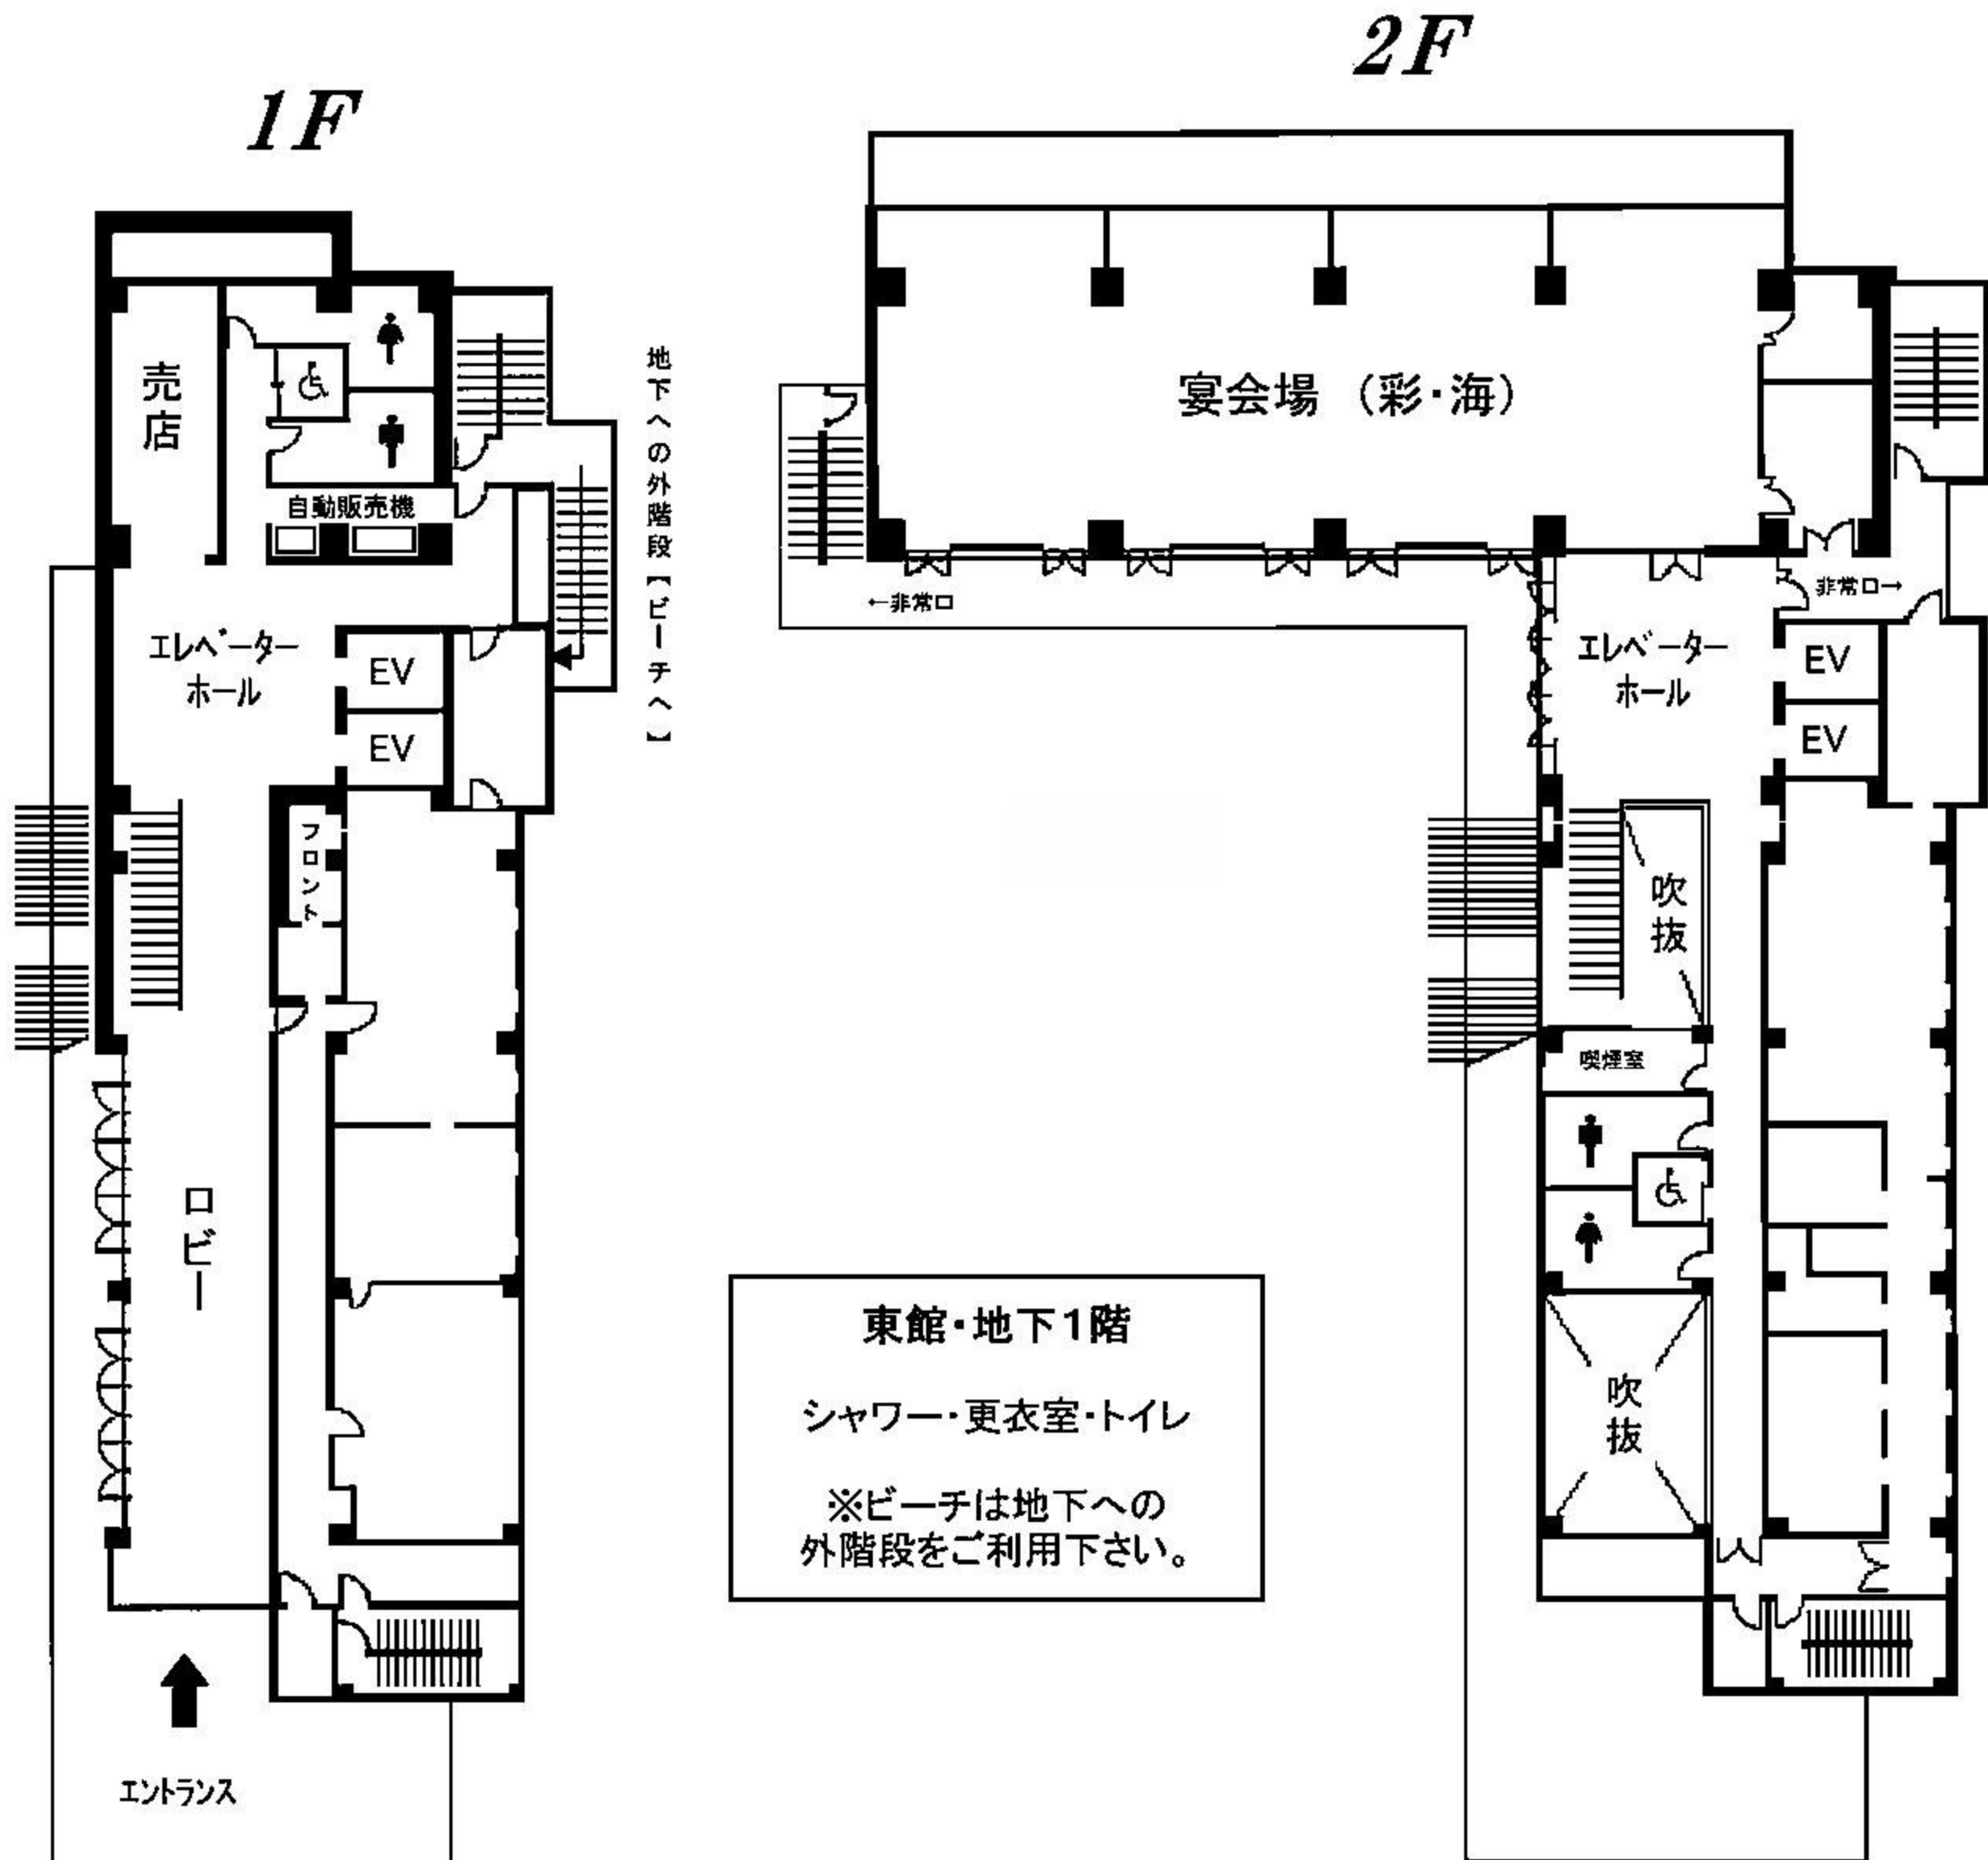 1F
売店
自動販売機
エレベーター
ホール
EV
EV
フロント
ロビー
エントランス
地下への外階段【ビーチへ】
2F
宴会場（彩・海）
←非常口
非常口→
エレベーター
ホール
EV
EV
吹抜
喫煙室
吹抜
東館・地下1階
シャワー・更衣室・トイレ
※ビーチは地下への
外階段をご利用下さい。